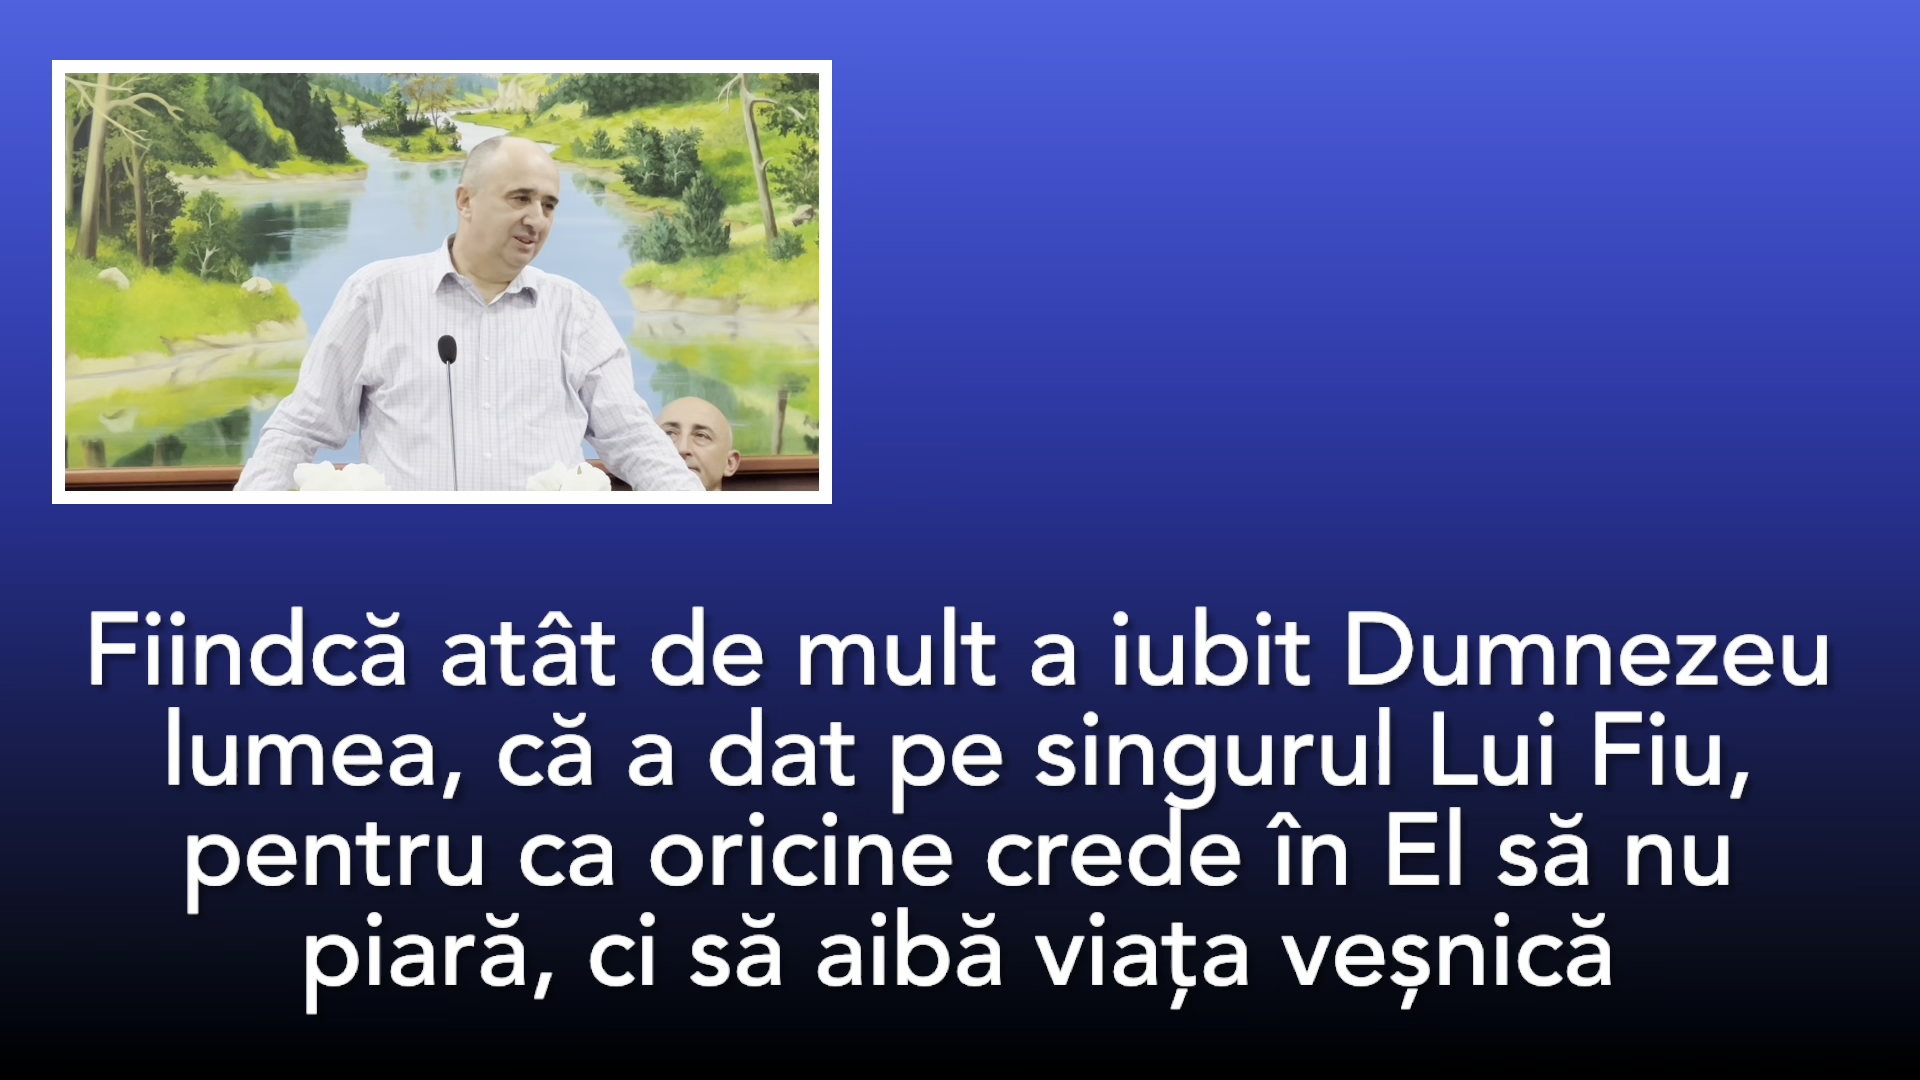 Fiindcă atât de mult a iubit Dumnezeu
lumea, că a dat pe singurul Lui Fiu,
pentru ca oricine crede în El să nu
piară, ci să aibă viața veșnică